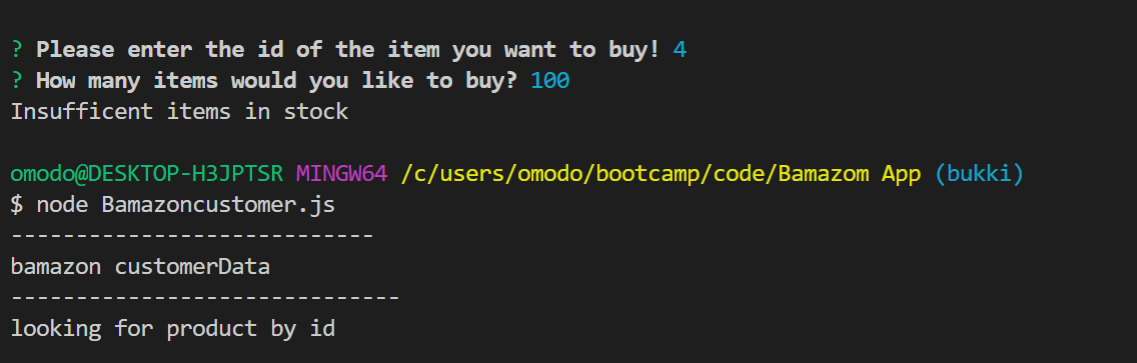 ? Please enter the id of the item you want to buy! 4
? How many items would you like to buy? 100
Insufficent items in stock
omodo@DESKTOP-H3JPTSR MINGW64 /c/users/omodo/bootcamp/code/Bamazom App (bukki)
$ node Bamazoncustomer.js
----------------------------
bamazon customerData
------------------------------
looking for product by id